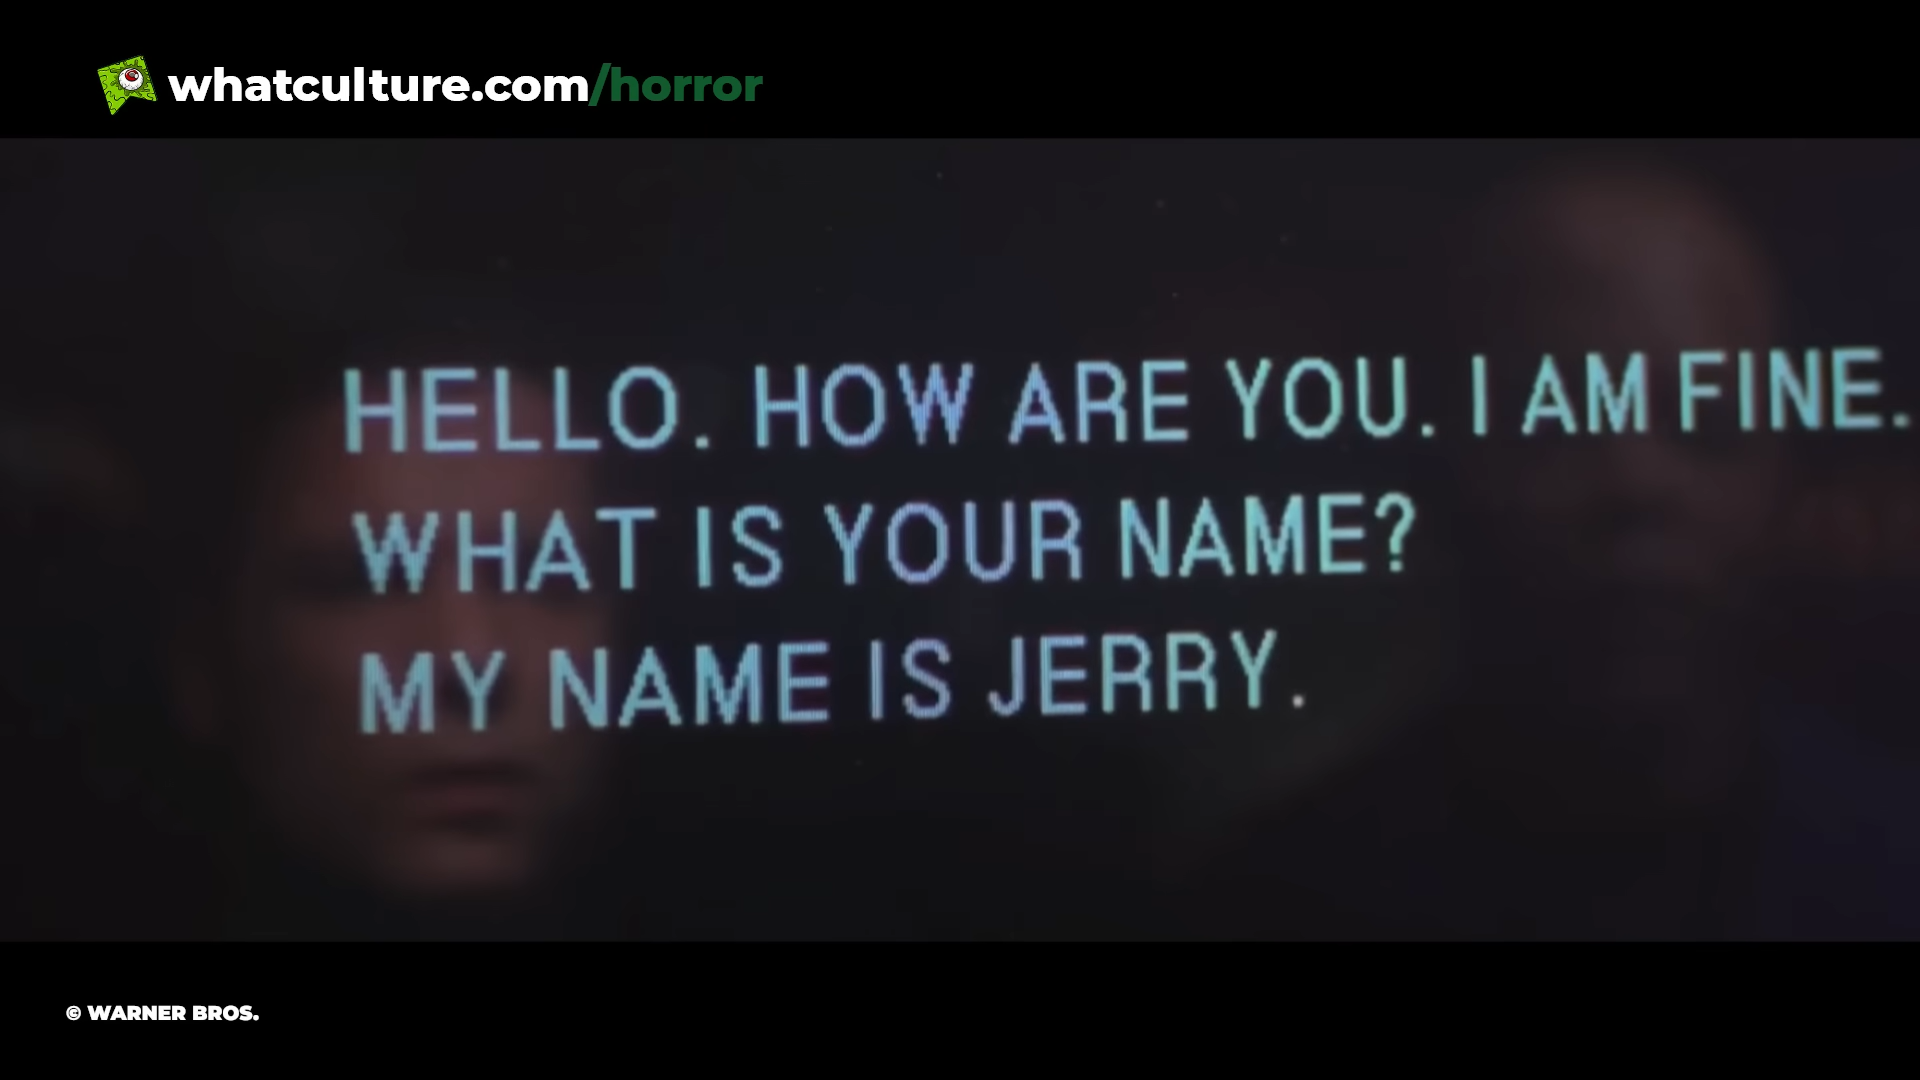 whatculture.com/horror
HELLO. HOW ARE YOU. I AM FINE.
WHAT IS YOUR NAME?
MY NAME IS JERRY.
© WARNER BROS.